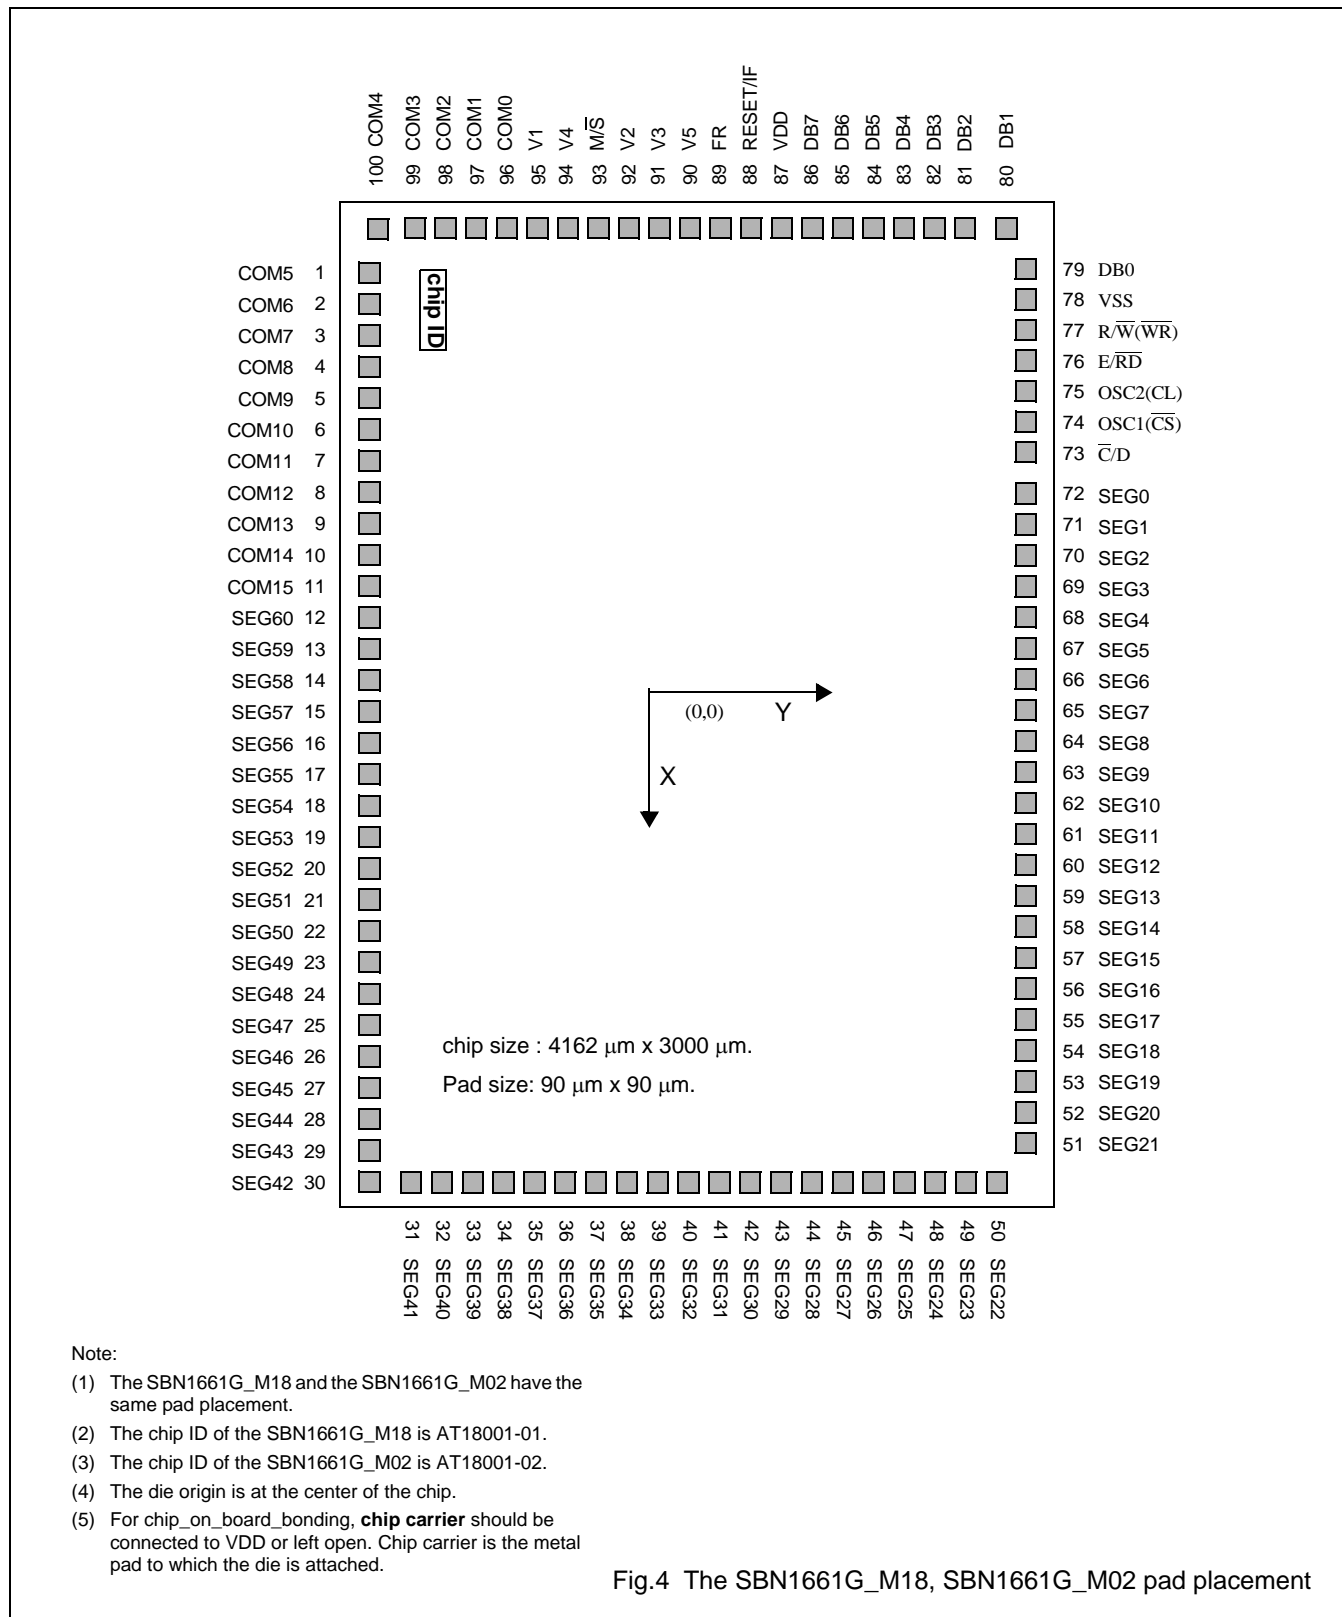 100 COM4
99 COM3
98 COM2
97 COM1
96 COM0
95 V1
94 V4
93 M/S̅
92 V2
91 V3
90 V5
89 FR
88 RESET/IF
87 VDD
86 DB7
85 DB6
84 DB5
83 DB4
82 DB3
81 DB2
80 DB1
chip ID
COM5 1
COM6 2
COM7 3
COM8 4
COM9 5
COM10 6
COM11 7
COM12 8
COM13 9
COM14 10
COM15 11
SEG60 12
SEG59 13
SEG58 14
SEG57 15
SEG56 16
SEG55 17
SEG54 18
SEG53 19
SEG52 20
SEG51 21
SEG50 22
SEG49 23
SEG48 24
SEG47 25
SEG46 26
SEG45 27
SEG44 28
SEG43 29
SEG42 30
79 DB0
78 VSS
77 R/W̅(W̅R̅)
76 E/R̅D̅
75 OSC2(CL)
74 OSC1(C̅S̅)
73 C̅/D
72 SEG0
71 SEG1
70 SEG2
69 SEG3
68 SEG4
67 SEG5
66 SEG6
65 SEG7
64 SEG8
63 SEG9
62 SEG10
61 SEG11
60 SEG12
59 SEG13
58 SEG14
57 SEG15
56 SEG16
55 SEG17
54 SEG18
53 SEG19
52 SEG20
51 SEG21
(0,0) Y
X
chip size : 4162 µm x 3000 µm.
Pad size: 90 µm x 90 µm.
31 SEG41
32 SEG40
33 SEG39
34 SEG38
35 SEG37
36 SEG36
37 SEG35
38 SEG34
39 SEG33
40 SEG32
41 SEG31
42 SEG30
43 SEG29
44 SEG28
45 SEG27
46 SEG26
47 SEG25
48 SEG24
49 SEG23
50 SEG22
Note:
(1) The SBN1661G_M18 and the SBN1661G_M02 have the
same pad placement.
(2) The chip ID of the SBN1661G_M18 is AT18001-01.
(3) The chip ID of the SBN1661G_M02 is AT18001-02.
(4) The die origin is at the center of the chip.
(5) For chip_on_board_bonding, chip carrier should be
connected to VDD or left open. Chip carrier is the metal
pad to which the die is attached.
Fig.4 The SBN1661G_M18, SBN1661G_M02 pad placement